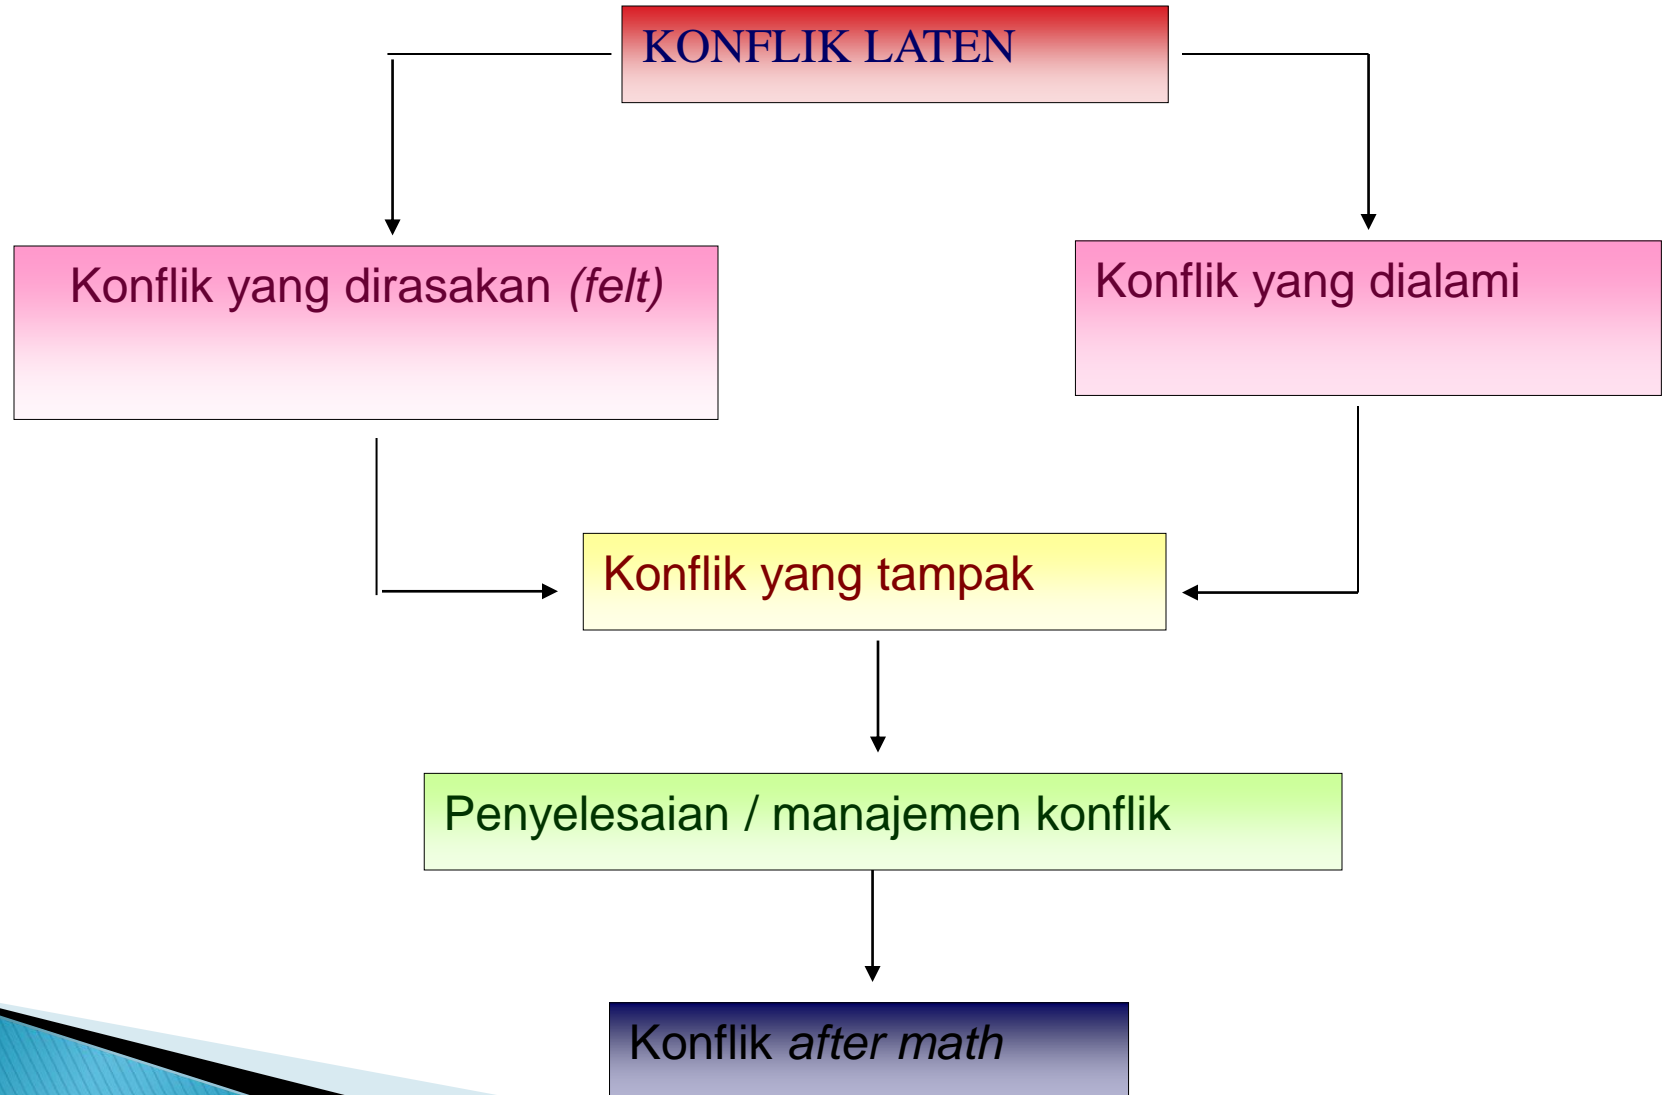 KONFLIK LATEN
Konflik yang dirasakan (felt)
Konflik yang dialami
Konflik yang tampak
Penyelesaian / manajemen konflik
Konflik after math